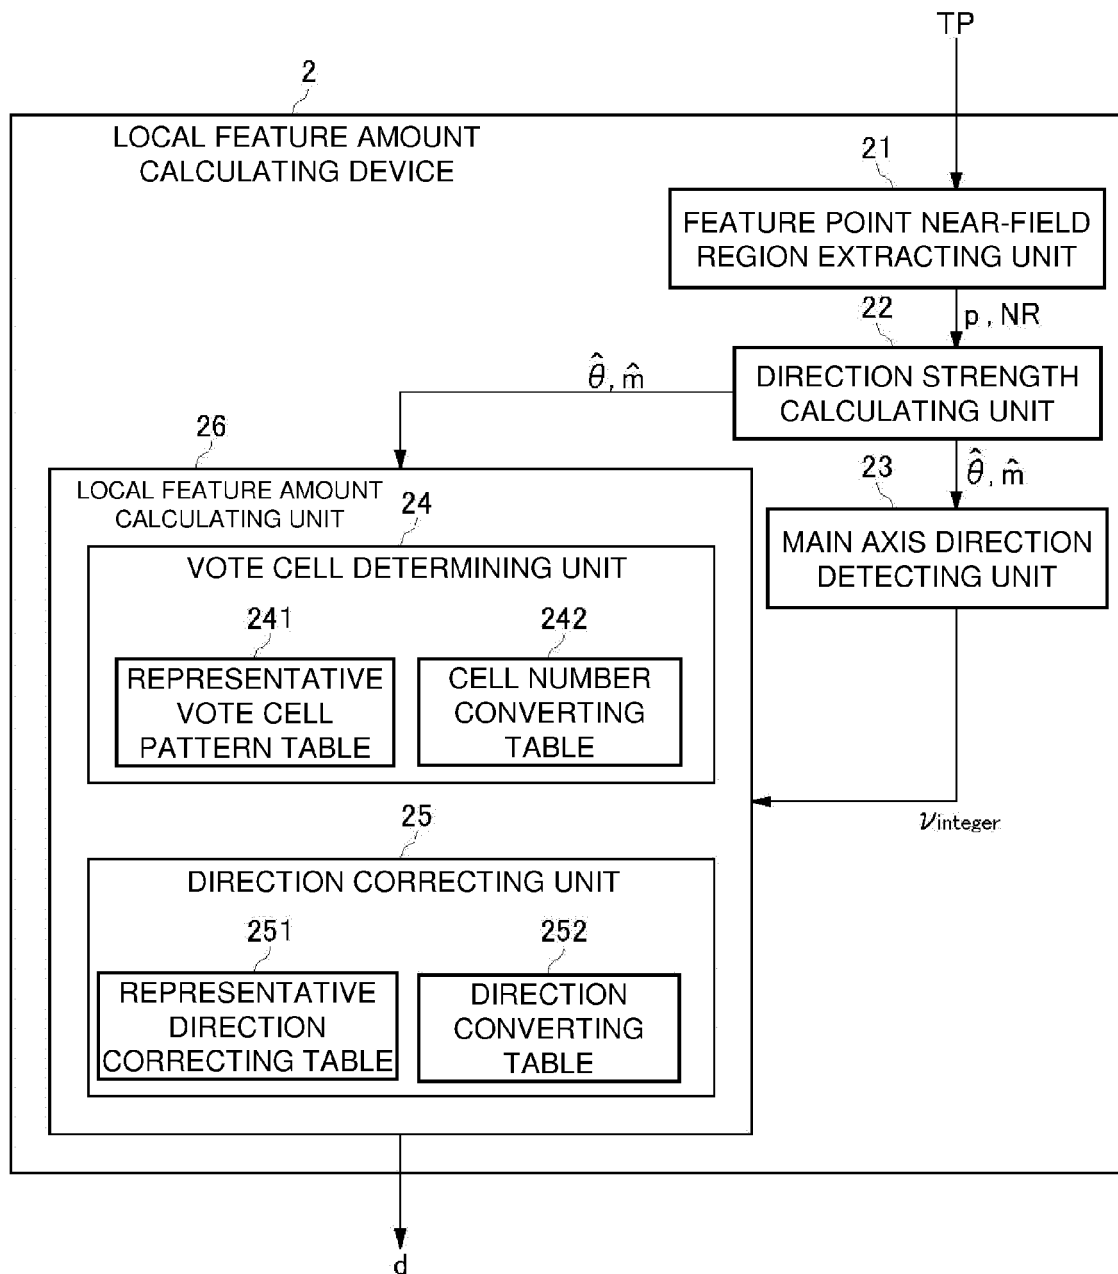 TP
2
LOCAL FEATURE AMOUNT
CALCULATING DEVICE
21
FEATURE POINT NEAR-FIELD
REGION EXTRACTING UNIT
22
p , NR
DIRECTION STRENGTH
CALCULATING UNIT
θ̂, m̂
23
θ̂, m̂
MAIN AXIS DIRECTION
DETECTING UNIT
26
LOCAL FEATURE AMOUNT
CALCULATING UNIT
24
VOTE CELL DETERMINING UNIT
241
REPRESENTATIVE
VOTE CELL
PATTERN TABLE
242
CELL NUMBER
CONVERTING
TABLE
νinteger
25
DIRECTION CORRECTING UNIT
251
REPRESENTATIVE
DIRECTION
CORRECTING TABLE
252
DIRECTION
CONVERTING
TABLE
d